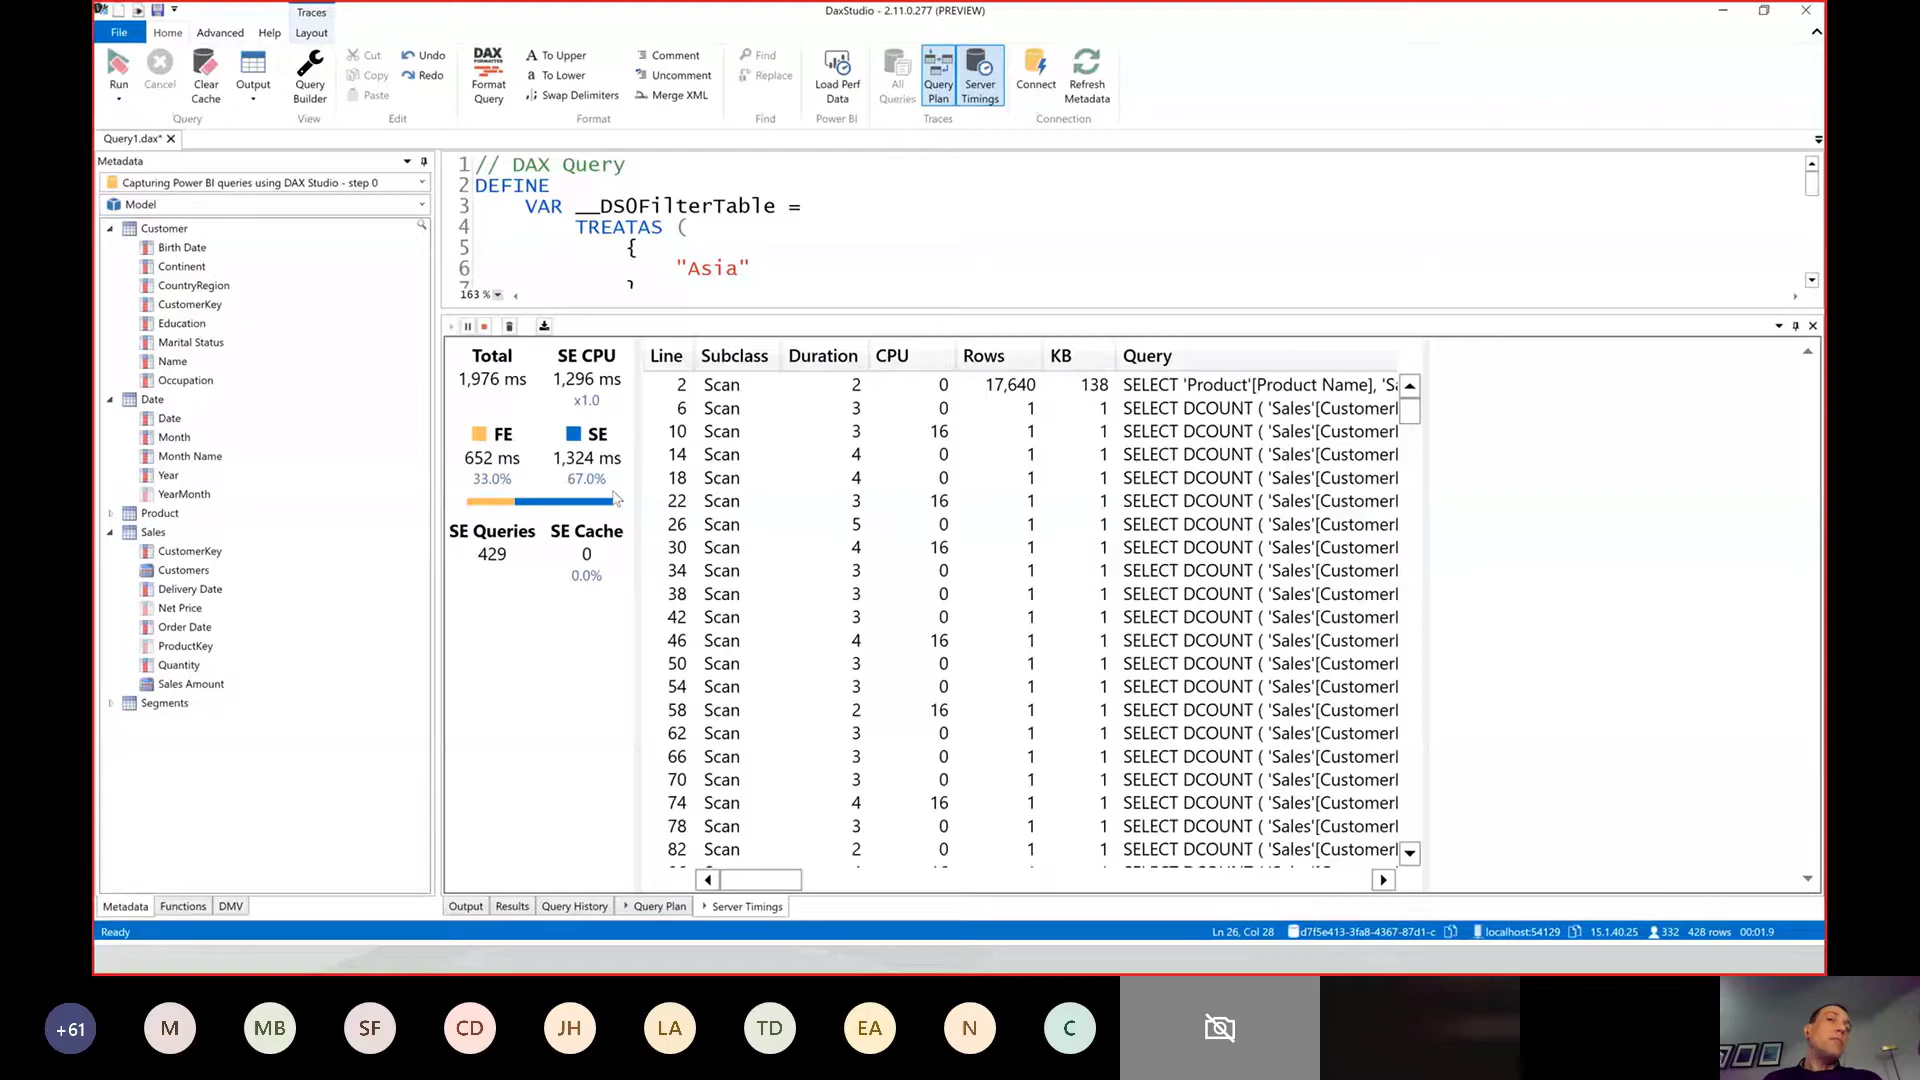 DaxStudio - 2.11.0.277 (PREVIEW)
Traces
File Home Advanced Help Layout
Run
Cancel
Clear Cache
Output
Query Builder
Cut
Copy
Paste
Undo
Redo
DAX FORMATTER
Format Query
To Upper
To Lower
Swap Delimiters
Comment
Uncomment
Merge XML
Find
Replace
Load Perf Data
All Queries
Query Plan
Server Timings
Connect
Refresh Metadata
Query View Edit Format Find Power BI Traces Connection
Query1.dax*
Metadata
Capturing Power BI queries using DAX Studio - step 0
Model
Customer
Birth Date
Continent
CountryRegion
CustomerKey
Education
Marital Status
Name
Occupation
Date
Date
Month
Month Name
Year
YearMonth
Product
Sales
CustomerKey
Customers
Delivery Date
Net Price
Order Date
ProductKey
Quantity
Sales Amount
Segments
Metadata Functions DMV
1 // DAX Query
2 DEFINE
3 VAR __DS0FilterTable =
4 TREATAS (
5 {
6 "Asia"
7 }
163 %
Total SE CPU
1,976 ms 1,296 ms
x1.0
FE SE
652 ms 1,324 ms
33.0% 67.0%
SE Queries SE Cache
429 0
0.0%
Line Subclass Duration CPU Rows KB Query
2 Scan 2 0 17,640 138 SELECT 'Product'[Product Name], 'Sa
6 Scan 3 0 1 1 SELECT DCOUNT ( 'Sales'[Customer
10 Scan 3 16 1 1 SELECT DCOUNT ( 'Sales'[Customer
14 Scan 4 0 1 1 SELECT DCOUNT ( 'Sales'[Customer
18 Scan 4 0 1 1 SELECT DCOUNT ( 'Sales'[Customer
22 Scan 3 16 1 1 SELECT DCOUNT ( 'Sales'[Customer
26 Scan 5 0 1 1 SELECT DCOUNT ( 'Sales'[Customer
30 Scan 4 16 1 1 SELECT DCOUNT ( 'Sales'[Customer
34 Scan 3 0 1 1 SELECT DCOUNT ( 'Sales'[Customer
38 Scan 3 0 1 1 SELECT DCOUNT ( 'Sales'[Customer
42 Scan 3 0 1 1 SELECT DCOUNT ( 'Sales'[Customer
46 Scan 4 16 1 1 SELECT DCOUNT ( 'Sales'[Customer
50 Scan 3 0 1 1 SELECT DCOUNT ( 'Sales'[Customer
54 Scan 3 0 1 1 SELECT DCOUNT ( 'Sales'[Customer
58 Scan 2 16 1 1 SELECT DCOUNT ( 'Sales'[Customer
62 Scan 3 0 1 1 SELECT DCOUNT ( 'Sales'[Customer
66 Scan 3 0 1 1 SELECT DCOUNT ( 'Sales'[Customer
70 Scan 3 0 1 1 SELECT DCOUNT ( 'Sales'[Customer
74 Scan 4 16 1 1 SELECT DCOUNT ( 'Sales'[Customer
78 Scan 3 0 1 1 SELECT DCOUNT ( 'Sales'[Customer
82 Scan 2 0 1 1 SELECT DCOUNT ( 'Sales'[Customer
Output Results Query History Query Plan Server Timings
Ready Ln 26, Col 28 d7f5e413-3fa8-4367-87d1-c localhost:54129 15.1.40.25 332 428 rows 00:01.9
+61 M MB SF CD JH LA TD EA N C